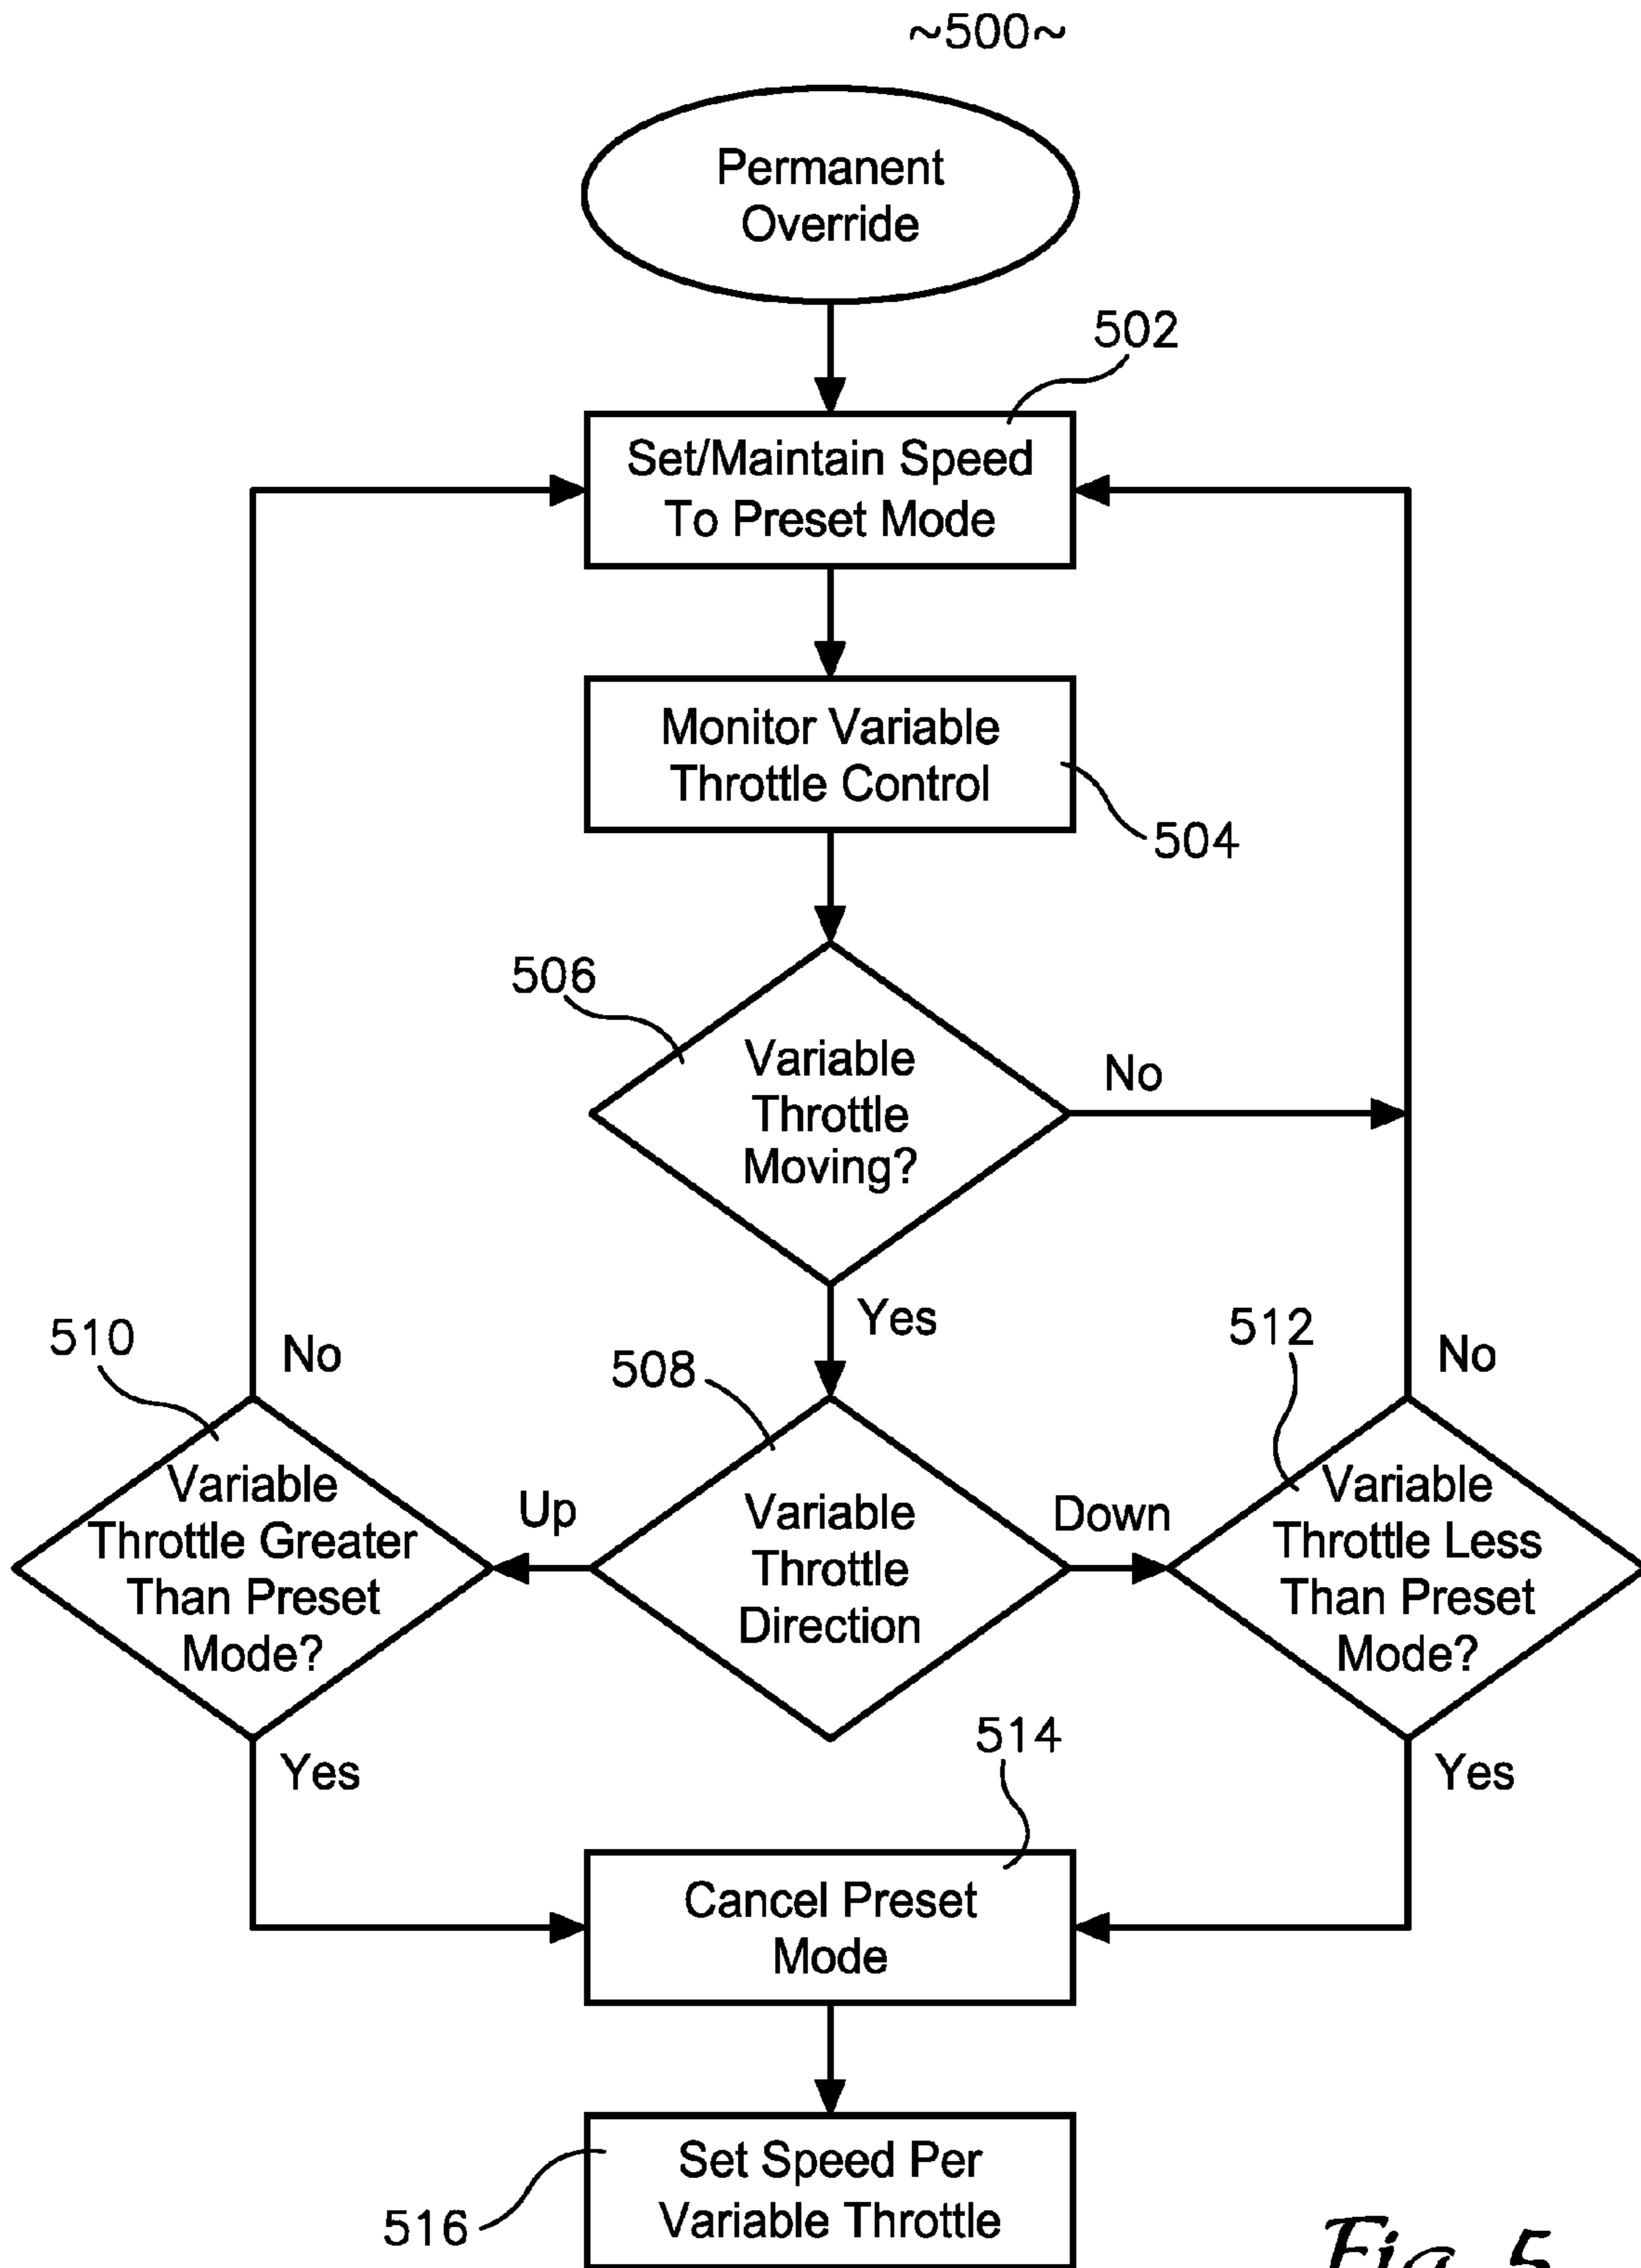 ~500~
Permanent
Override
502
Set/Maintain Speed
To Preset Mode
Monitor Variable
Throttle Control
504
506
Variable
Throttle
Moving?
No
Yes
510
No
508
512
No
Variable
Throttle Greater
Than Preset
Mode?
Up
Variable
Throttle
Direction
Down
Variable
Throttle Less
Than Preset
Mode?
Yes
514
Yes
Cancel Preset
Mode
Set Speed Per
Variable Throttle
516
Fig. 5